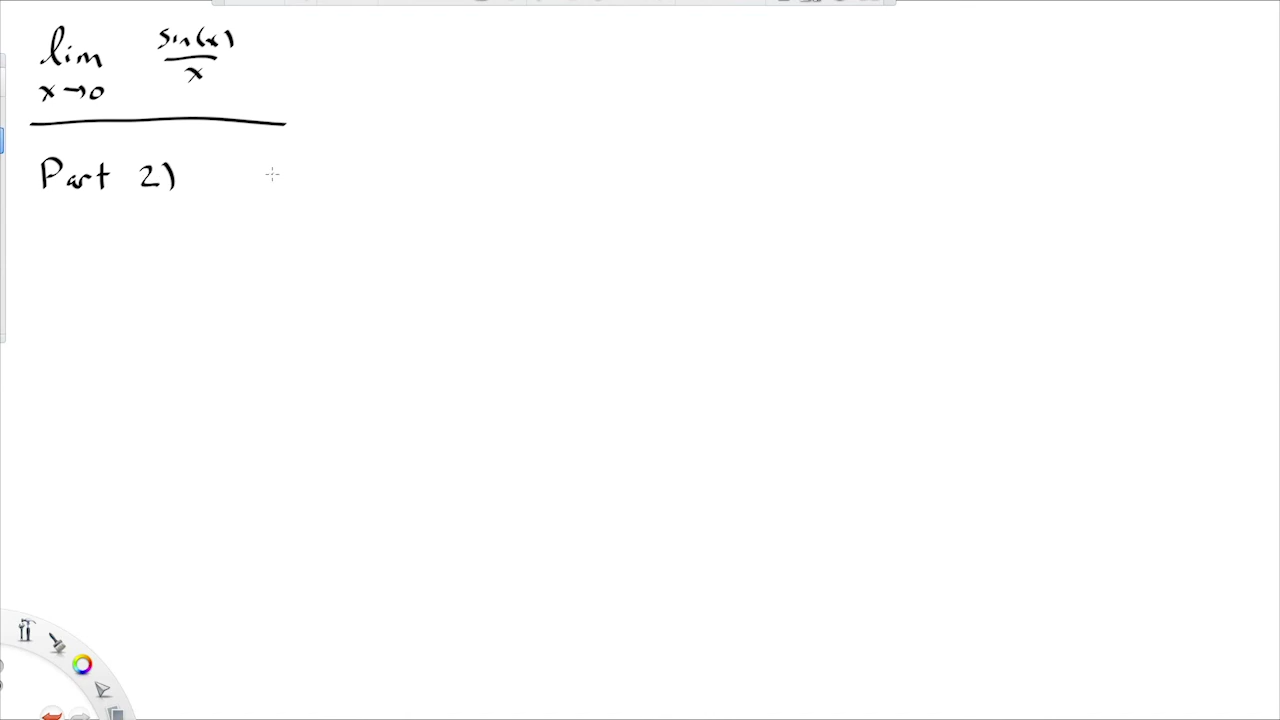 lim sin(x)/x
x→0
Part 2)